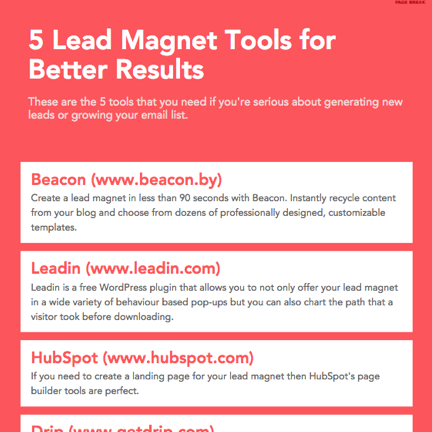 PAGE BREAK
5 Lead Magnet Tools for
Better Results
These are the 5 tools that you need if you're serious about generating new
leads or growing your email list.
Beacon (www.beacon.by)
Create a lead magnet in less than 90 seconds with Beacon. Instantly recycle content
from your blog and choose from dozens of professionally designed, customizable
templates.
Leadin (www.leadin.com)
Leadin is a free WordPress plugin that allows you to not only offer your lead magnet
in a wide variety of behaviour based pop-ups but you can also chart the path that a
visitor took before downloading.
HubSpot (www.hubspot.com)
If you need to create a landing page for your lead magnet then HubSpot's page
builder tools are perfect.
Drip (www.getdrip.com)